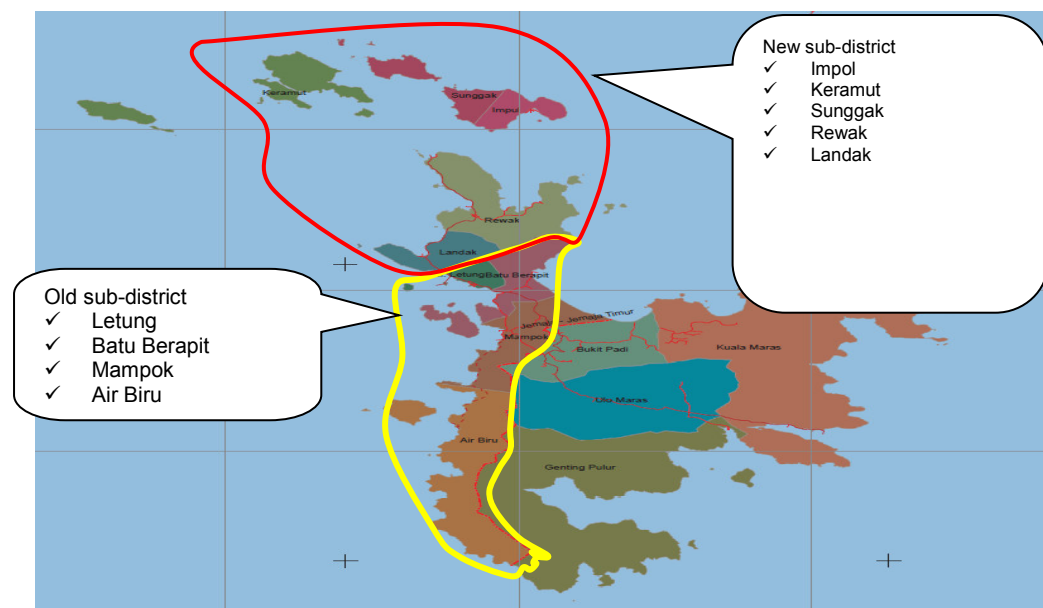 New sub-district
✓ Impol
✓ Keramut
✓ Sunggak
✓ Rewak
✓ Landak
Keramut
Sunggak
Impul
Rewak
Landak
Letung
Batu Berapit
Old sub-district
✓ Letung
✓ Batu Berapit
✓ Mampok
✓ Air Biru
Jemaja - Jemaja Timur
Mampok
Bukit Padi
Kuala Maras
Ulu Maras
Air Biru
Genting Pulur